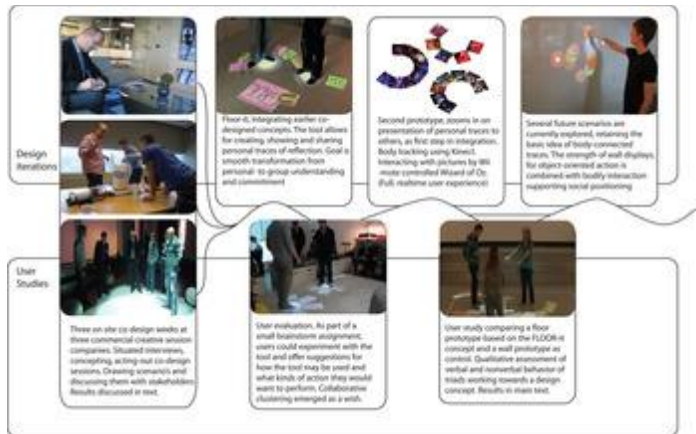 Design
iterations
Floor-it, integrating earlier co-
designed concepts. The tool allows
for creating, showing and sharing
personal traces of reflection. Goal is
smooth transformation from
personal- to group understanding
and commitment
Second prototype, zooms in on
presentation of personal traces to
others, as first step in integration.
Body tracking using Kinect.
Interacting with pictures by Wii
-mote controlled Wizard of Oz.
(Full, realtime user experience)
Several future scenarios are
currently explored, retaining the
basic idea of body-connected
traces. The strength of wall displays,
for object-oriented action is
combined with bodily interaction
supporting social positioning
User
Studies
Three on site co-design weeks at
three commercial creative session
companies. Situated interviews,
concepting, acting-out co-design
sessions. Drawing scenario's and
discussing them with stakeholders.
Results discussed in text.
User evaluation. As part of a
small brainstorm assignment,
users could experiment with the
tool and offer suggestions for
how the tool may be used and
what kinds of action they would
want to perform. Collaborative
clustering emerged as a wish.
User study comparing a floor
prototype based on the FLOOR-it
concept and a wall prototype as
control. Qualitative assessment of
verbal and nonverbal behavior of
triads working towards a design
concept. Results in main text.